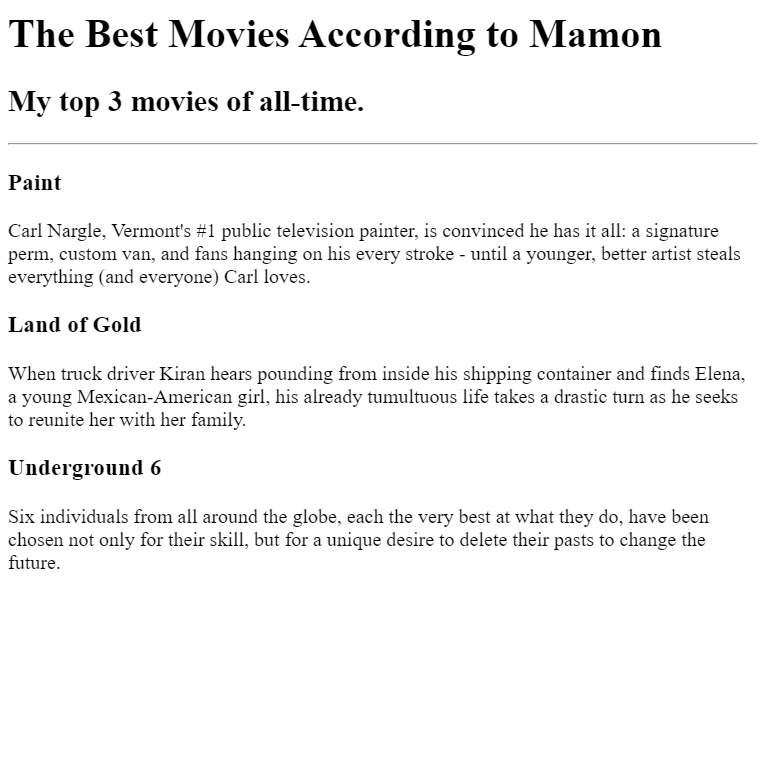 The Best Movies According to Mamon
My top 3 movies of all-time.
Paint
Carl Nargle, Vermont's #1 public television painter, is convinced he has it all: a signature
perm, custom van, and fans hanging on his every stroke - until a younger, better artist steals
everything (and everyone) Carl loves.
Land of Gold
When truck driver Kiran hears pounding from inside his shipping container and finds Elena,
a young Mexican-American girl, his already tumultuous life takes a drastic turn as he seeks
to reunite her with her family.
Underground 6
Six individuals from all around the globe, each the very best at what they do, have been
chosen not only for their skill, but for a unique desire to delete their pasts to change the
future.